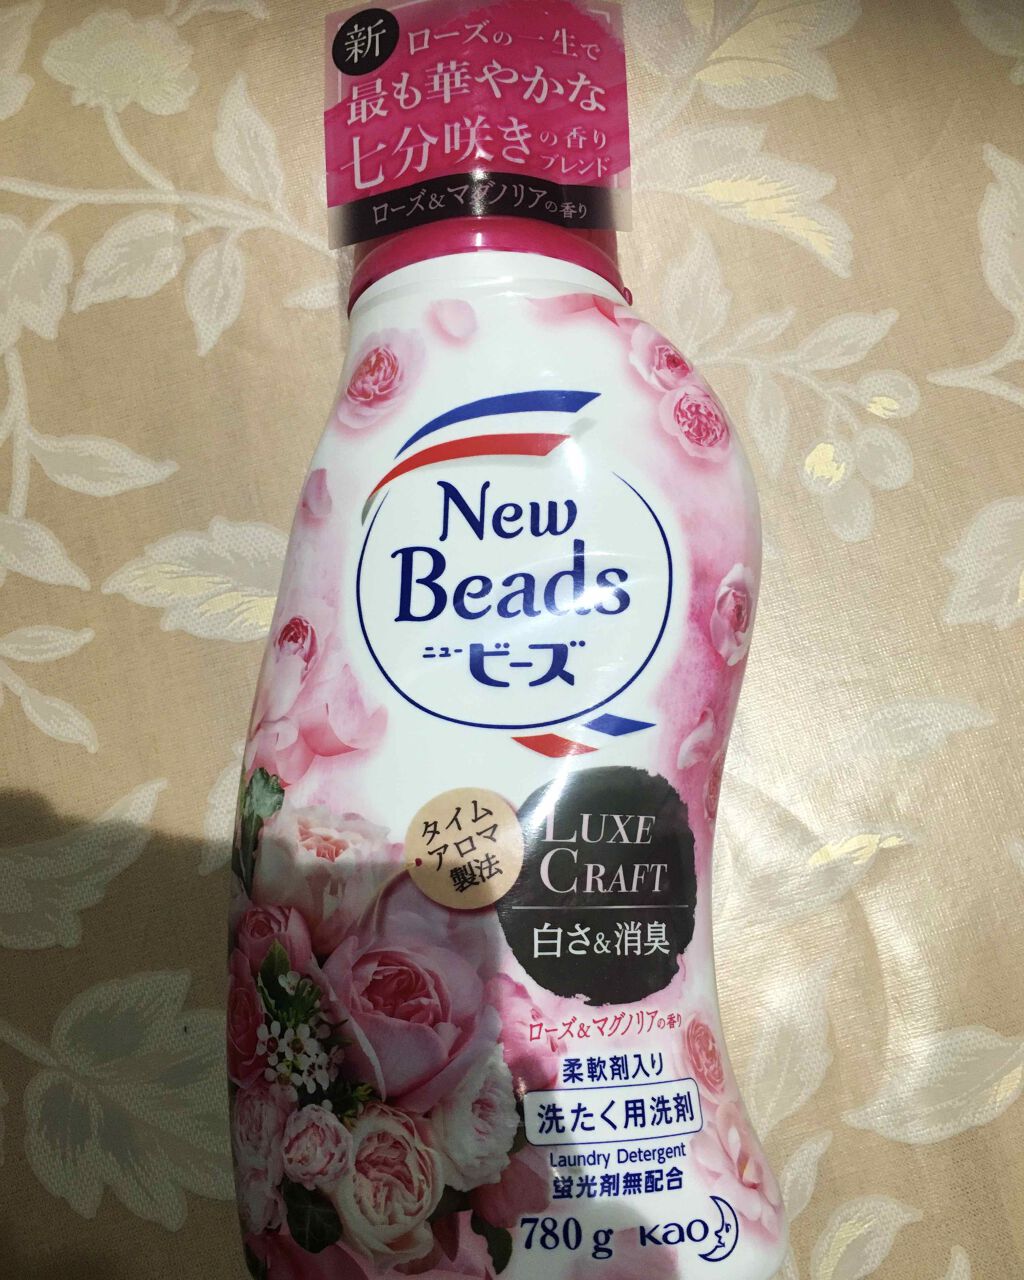 新
ローズの一生で
最も華やかな
七分咲きの香り
ブレンド
ローズ&マグノリアの香り
New
Beads
ニュービーズ
タイム
アロマ
製法
LUXE
CRAFT
白さ&消臭
ローズ&マグノリアの香り
柔軟剤入り
洗たく用洗剤
Laundry Detergent
蛍光剤無配合
780g Kao